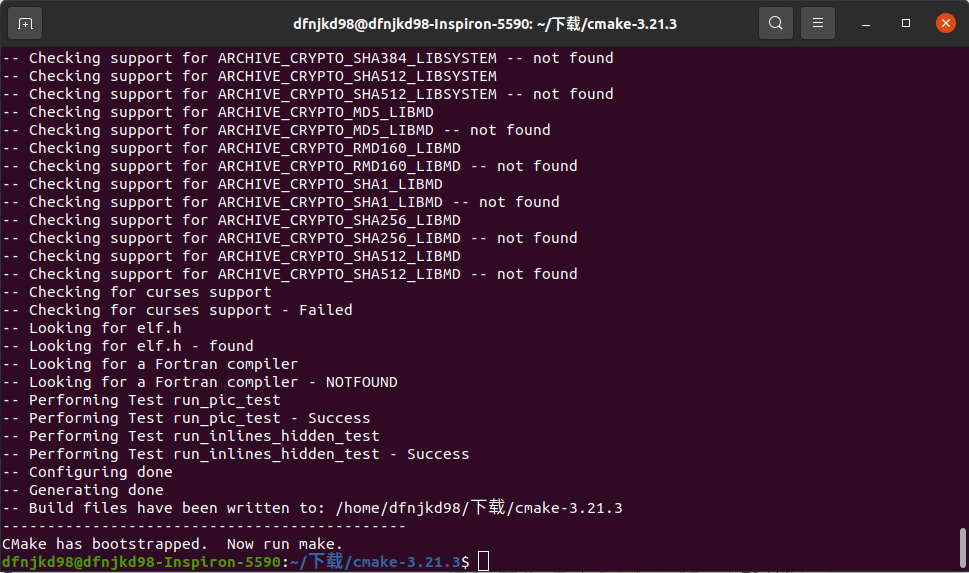 dfnjkd98@dfnjkd98-Inspiron-5590: ~/下载/cmake-3.21.3
-- Checking support for ARCHIVE_CRYPTO_SHA384_LIBSYSTEM -- not found
-- Checking support for ARCHIVE_CRYPTO_SHA512_LIBSYSTEM
-- Checking support for ARCHIVE_CRYPTO_SHA512_LIBSYSTEM -- not found
-- Checking support for ARCHIVE_CRYPTO_MD5_LIBMD
-- Checking support for ARCHIVE_CRYPTO_MD5_LIBMD -- not found
-- Checking support for ARCHIVE_CRYPTO_RMD160_LIBMD
-- Checking support for ARCHIVE_CRYPTO_RMD160_LIBMD -- not found
-- Checking support for ARCHIVE_CRYPTO_SHA1_LIBMD
-- Checking support for ARCHIVE_CRYPTO_SHA1_LIBMD -- not found
-- Checking support for ARCHIVE_CRYPTO_SHA256_LIBMD
-- Checking support for ARCHIVE_CRYPTO_SHA256_LIBMD -- not found
-- Checking support for ARCHIVE_CRYPTO_SHA512_LIBMD
-- Checking support for ARCHIVE_CRYPTO_SHA512_LIBMD -- not found
-- Checking for curses support
-- Checking for curses support - Failed
-- Looking for elf.h
-- Looking for elf.h - found
-- Looking for a Fortran compiler
-- Looking for a Fortran compiler - NOTFOUND
-- Performing Test run_pic_test
-- Performing Test run_pic_test - Success
-- Performing Test run_inlines_hidden_test
-- Performing Test run_inlines_hidden_test - Success
-- Configuring done
-- Generating done
-- Build files have been written to: /home/dfnjkd98/下载/cmake-3.21.3
---------------------------------------------
CMake has bootstrapped.  Now run make.
dfnjkd98@dfnjkd98-Inspiron-5590:~/下载/cmake-3.21.3$